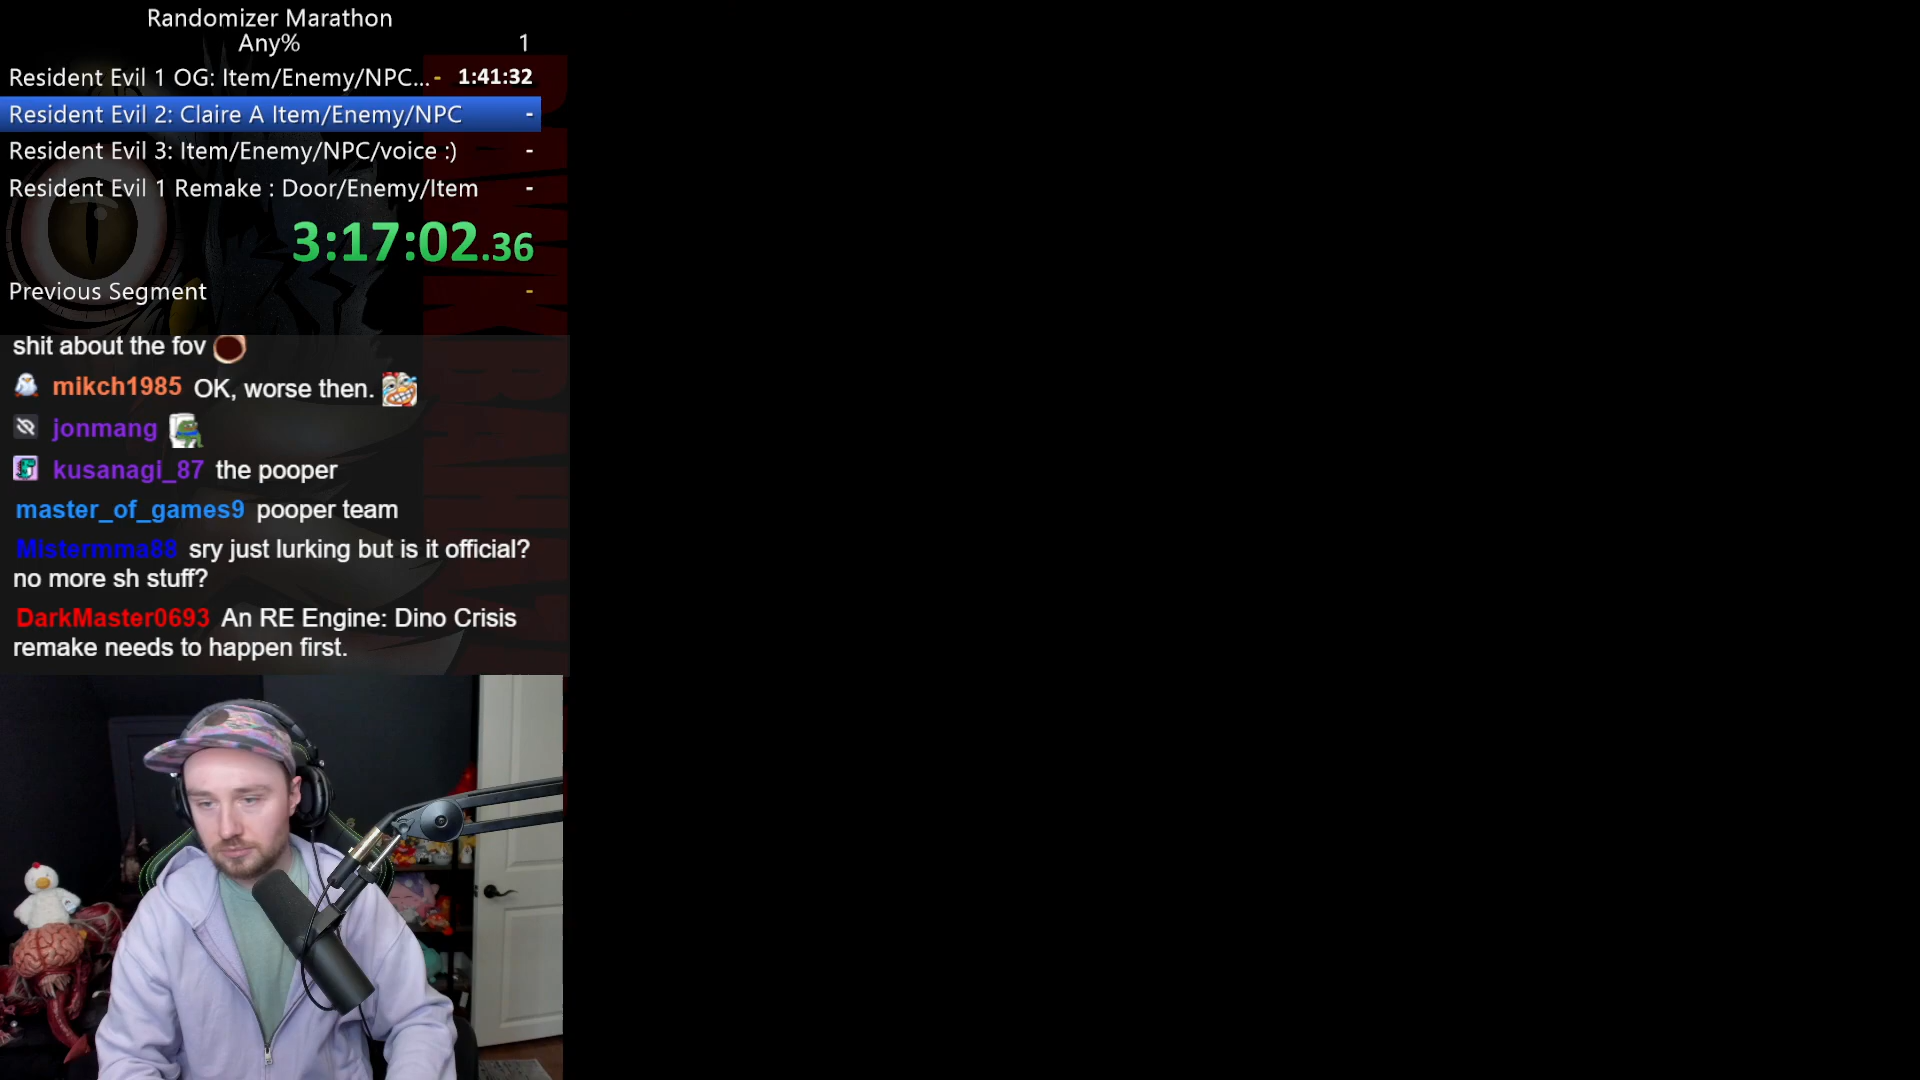 Randomizer Marathon
Any% 1
Resident Evil 1 OG: Item/Enemy/NPC... - 1:41:32
Resident Evil 2: Claire A Item/Enemy/NPC -
Resident Evil 3: Item/Enemy/NPC/voice :) -
Resident Evil 1 Remake : Door/Enemy/Item -
3:17:02.36
Previous Segment -
shit about the fov
mikch1985 OK, worse then.
jonmang
kusanagi_87 the pooper
master_of_games9 pooper team
Mistermma88 sry just lurking but is it official?
no more sh stuff?
DarkMaster0693 An RE Engine: Dino Crisis
remake needs to happen first.